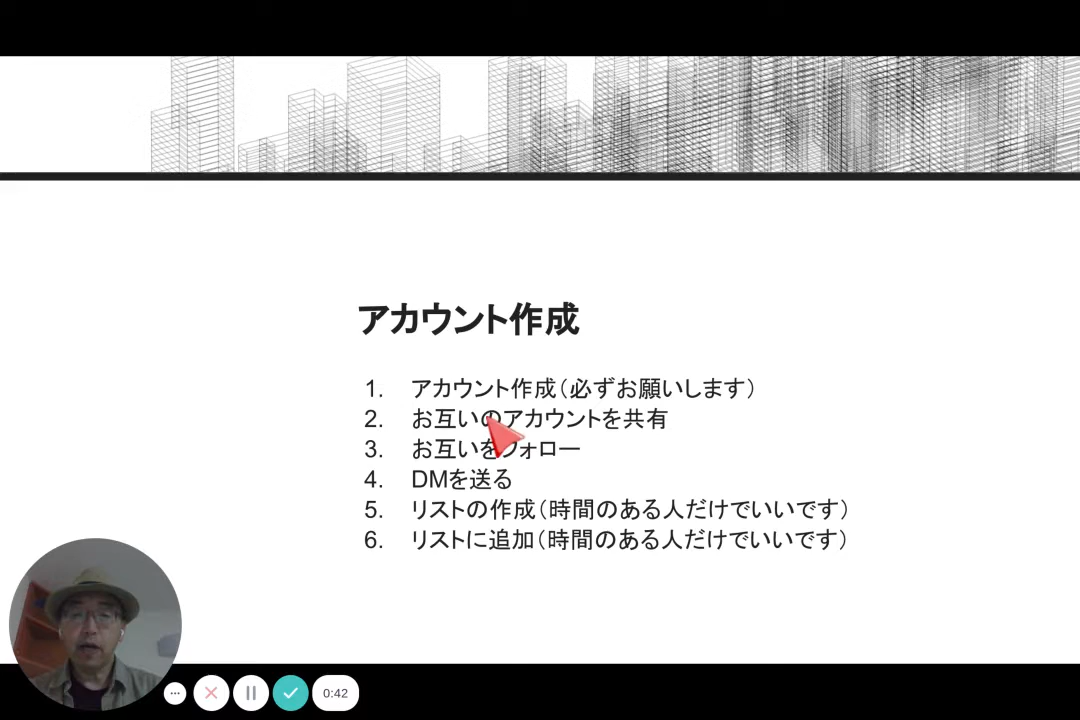 アカウント作成
1. アカウント作成（必ずお願いします）
2. お互いのアカウントを共有
3. お互いをフォロー
4. DMを送る
5. リストの作成（時間のある人だけでいいです）
6. リストに追加（時間のある人だけでいいです）
0:42